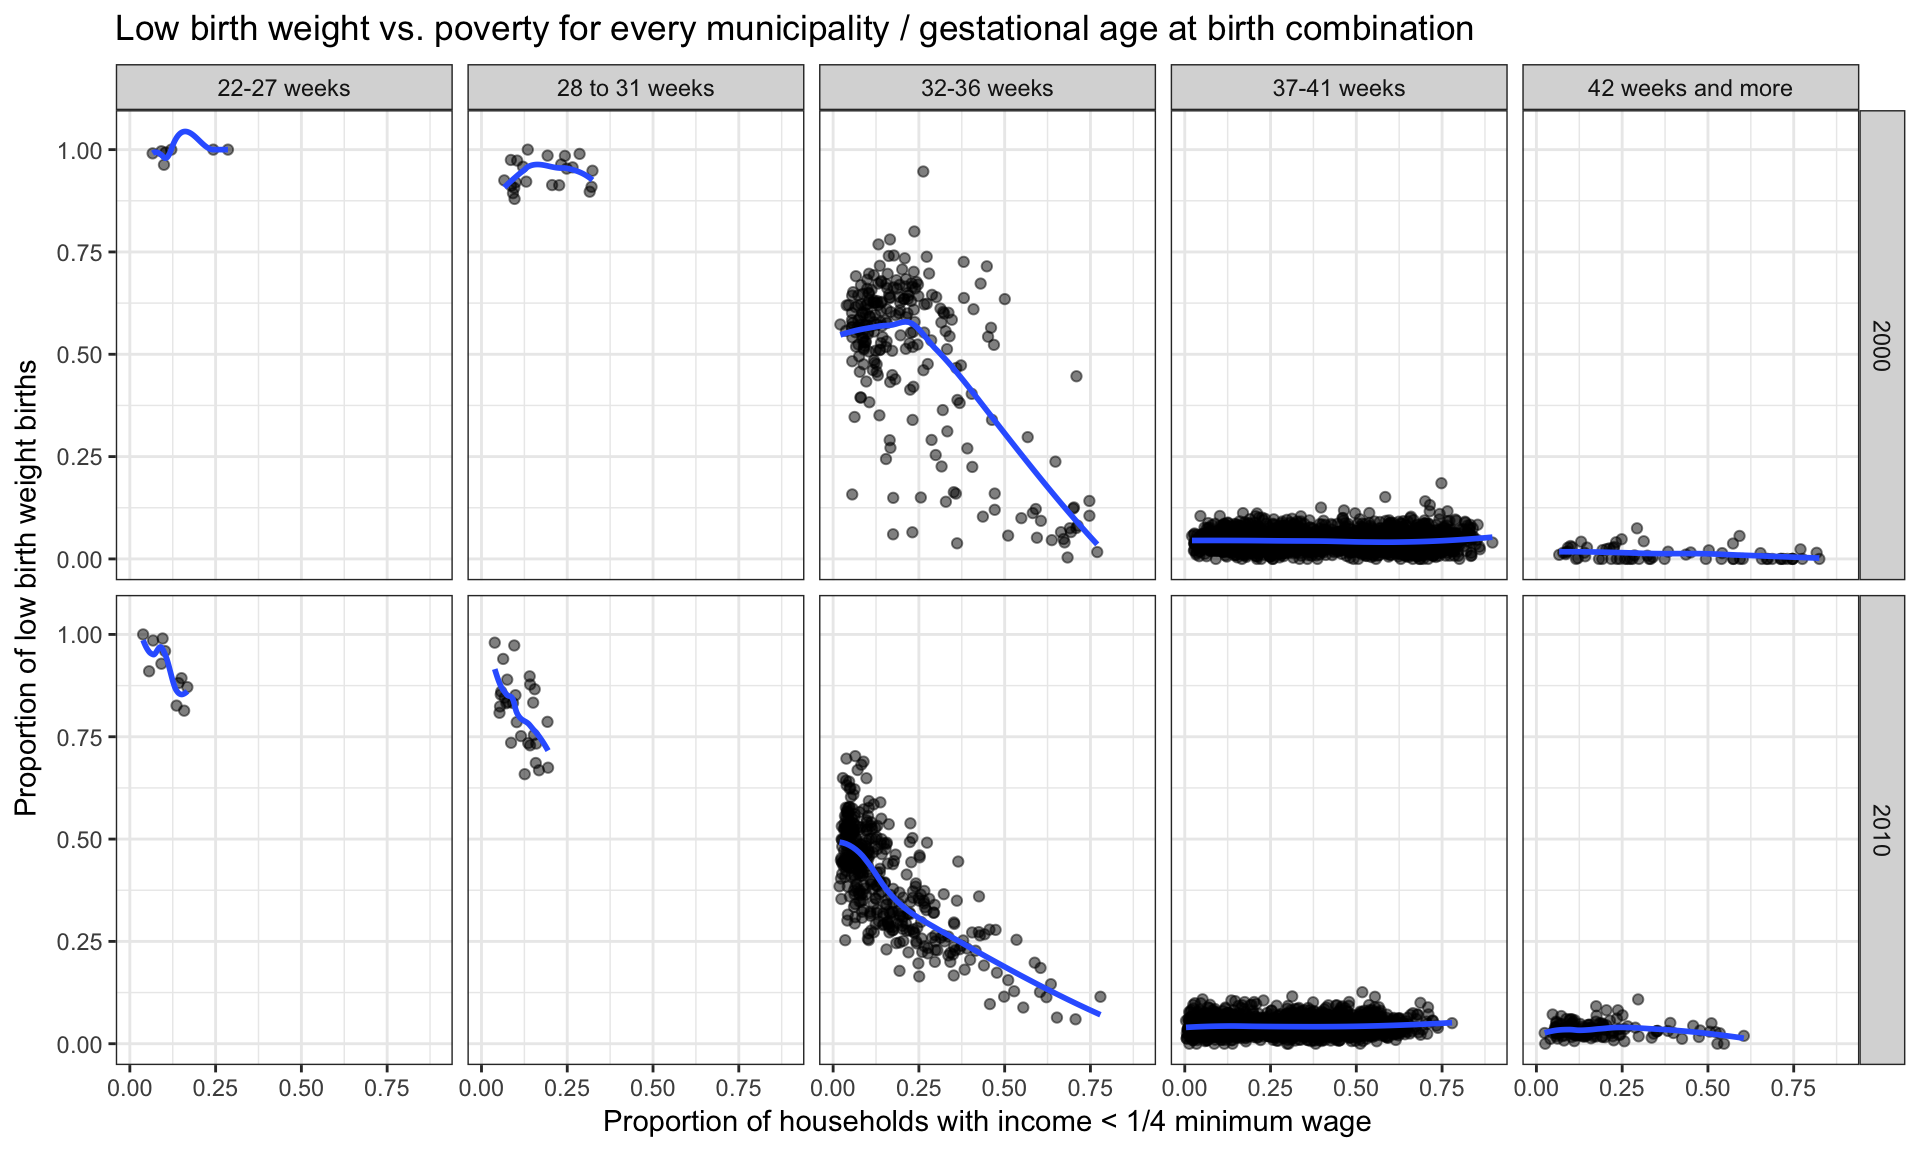 Low birth weight vs. poverty for every municipality / gestational age at birth combination
22-27 weeks
28 to 31 weeks
32-36 weeks
37-41 weeks
42 weeks and more
Proportion of low birth weight births
1.00
0.75
0.50
0.25
0.00
2000
1.00
0.75
0.50
0.25
0.00
2010
0.00 0.25 0.50 0.75
0.00 0.25 0.50 0.75
0.00 0.25 0.50 0.75
0.00 0.25 0.50 0.75
0.00 0.25 0.50 0.75
Proportion of households with income < 1/4 minimum wage